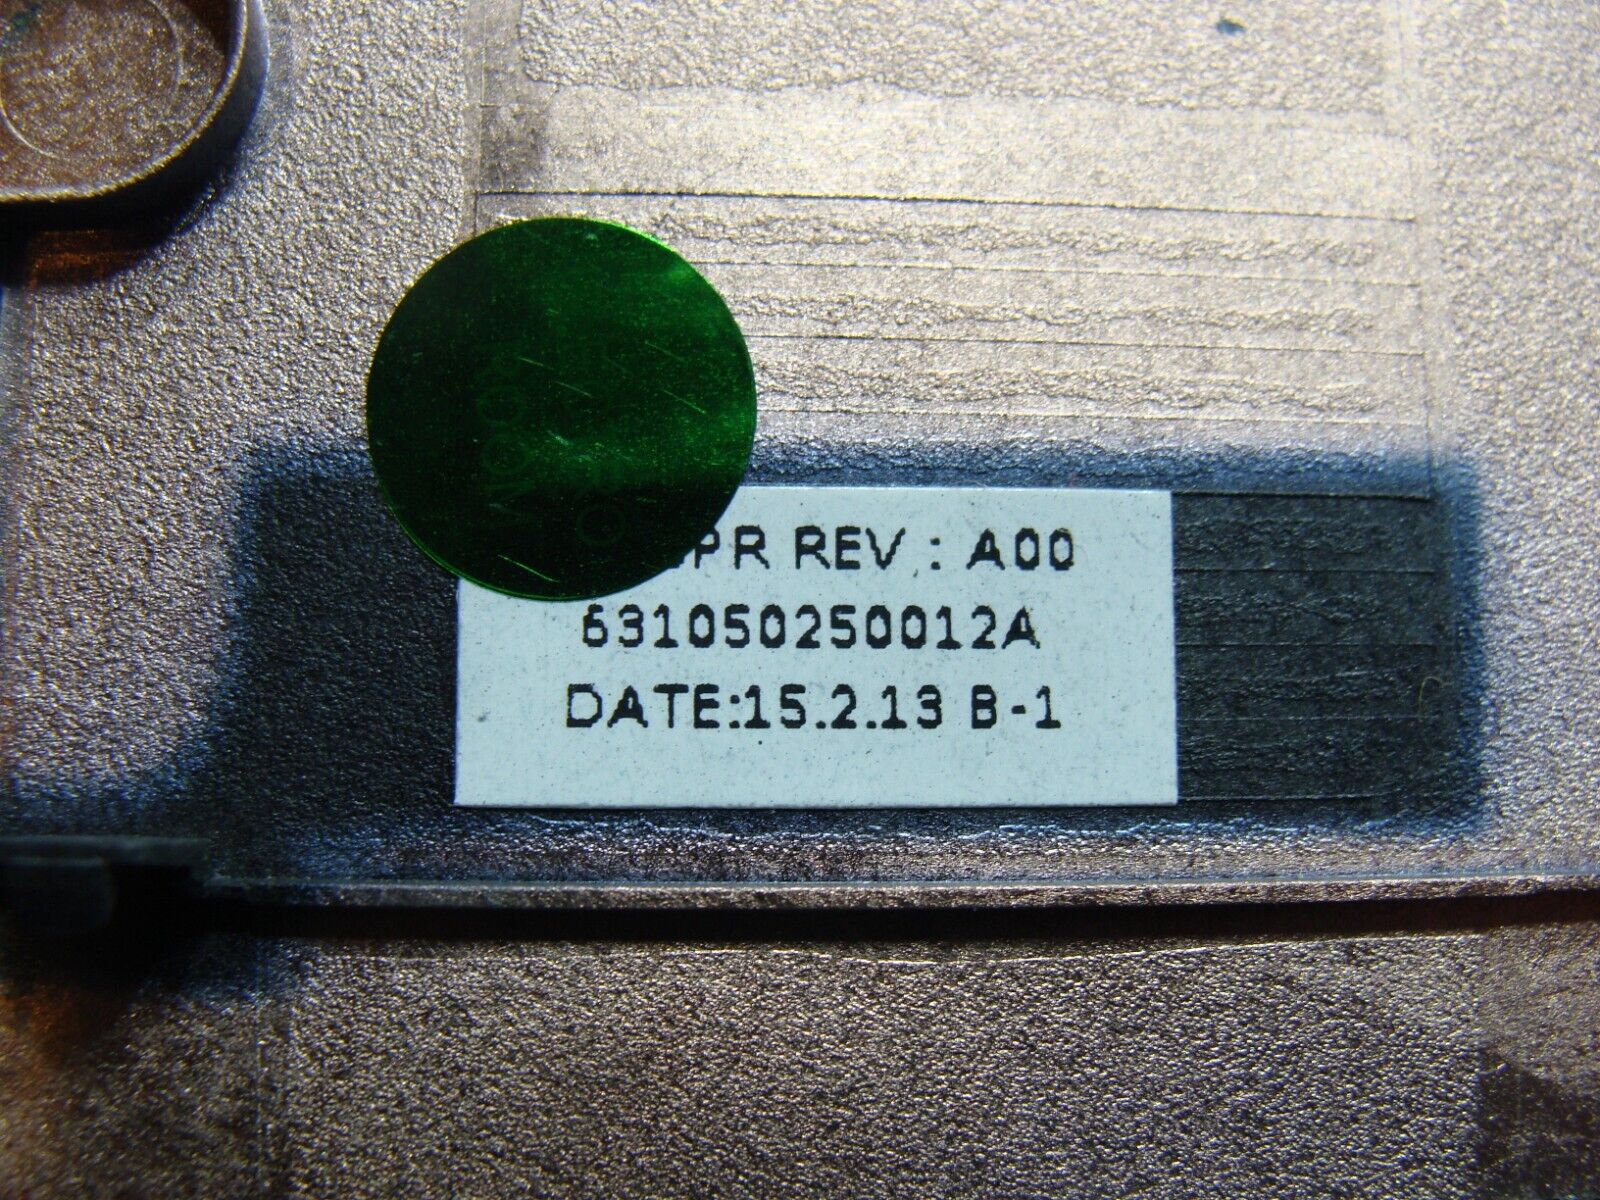 PR REV : A00
631050250012A
DATE:15.2.13 B-1